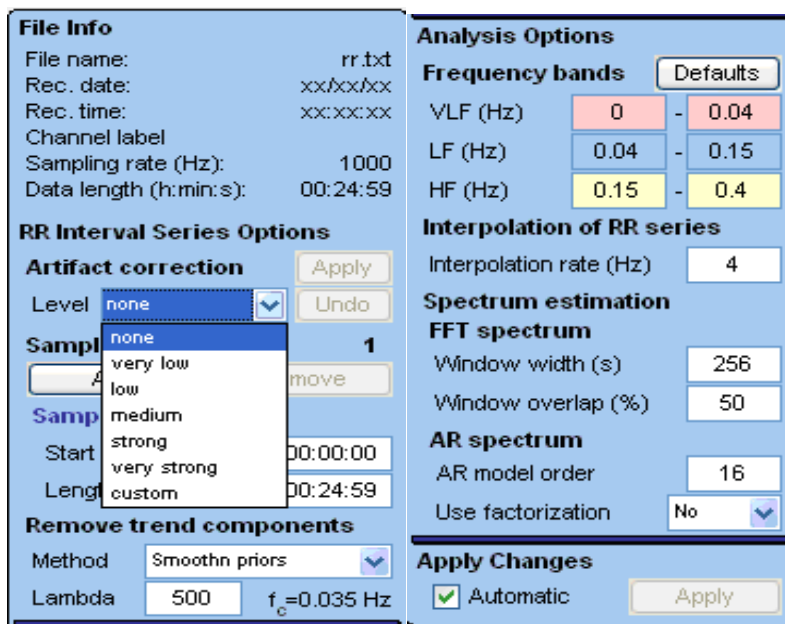 File Info
File name: rr.txt
Rec. date: xx/xx/xx
Rec. time: xx:xx:xx
Channel label
Sampling rate (Hz): 1000
Data length (h:min:s): 00:24:59
RR Interval Series Options
Artifact correction Apply
Level none Undo
none
very low
low
medium
strong
very strong
custom
Sampl 1
move
Samp
Start 00:00:00
Lengt 00:24:59
Remove trend components
Method Smoothn priors
Lambda 500 fc=0.035 Hz
Analysis Options
Frequency bands Defaults
VLF (Hz) 0 - 0.04
LF (Hz) 0.04 - 0.15
HF (Hz) 0.15 - 0.4
Interpolation of RR series
Interpolation rate (Hz) 4
Spectrum estimation
FFT spectrum
Window width (s) 256
Window overlap (%) 50
AR spectrum
AR model order 16
Use factorization No
Apply Changes
Automatic Apply